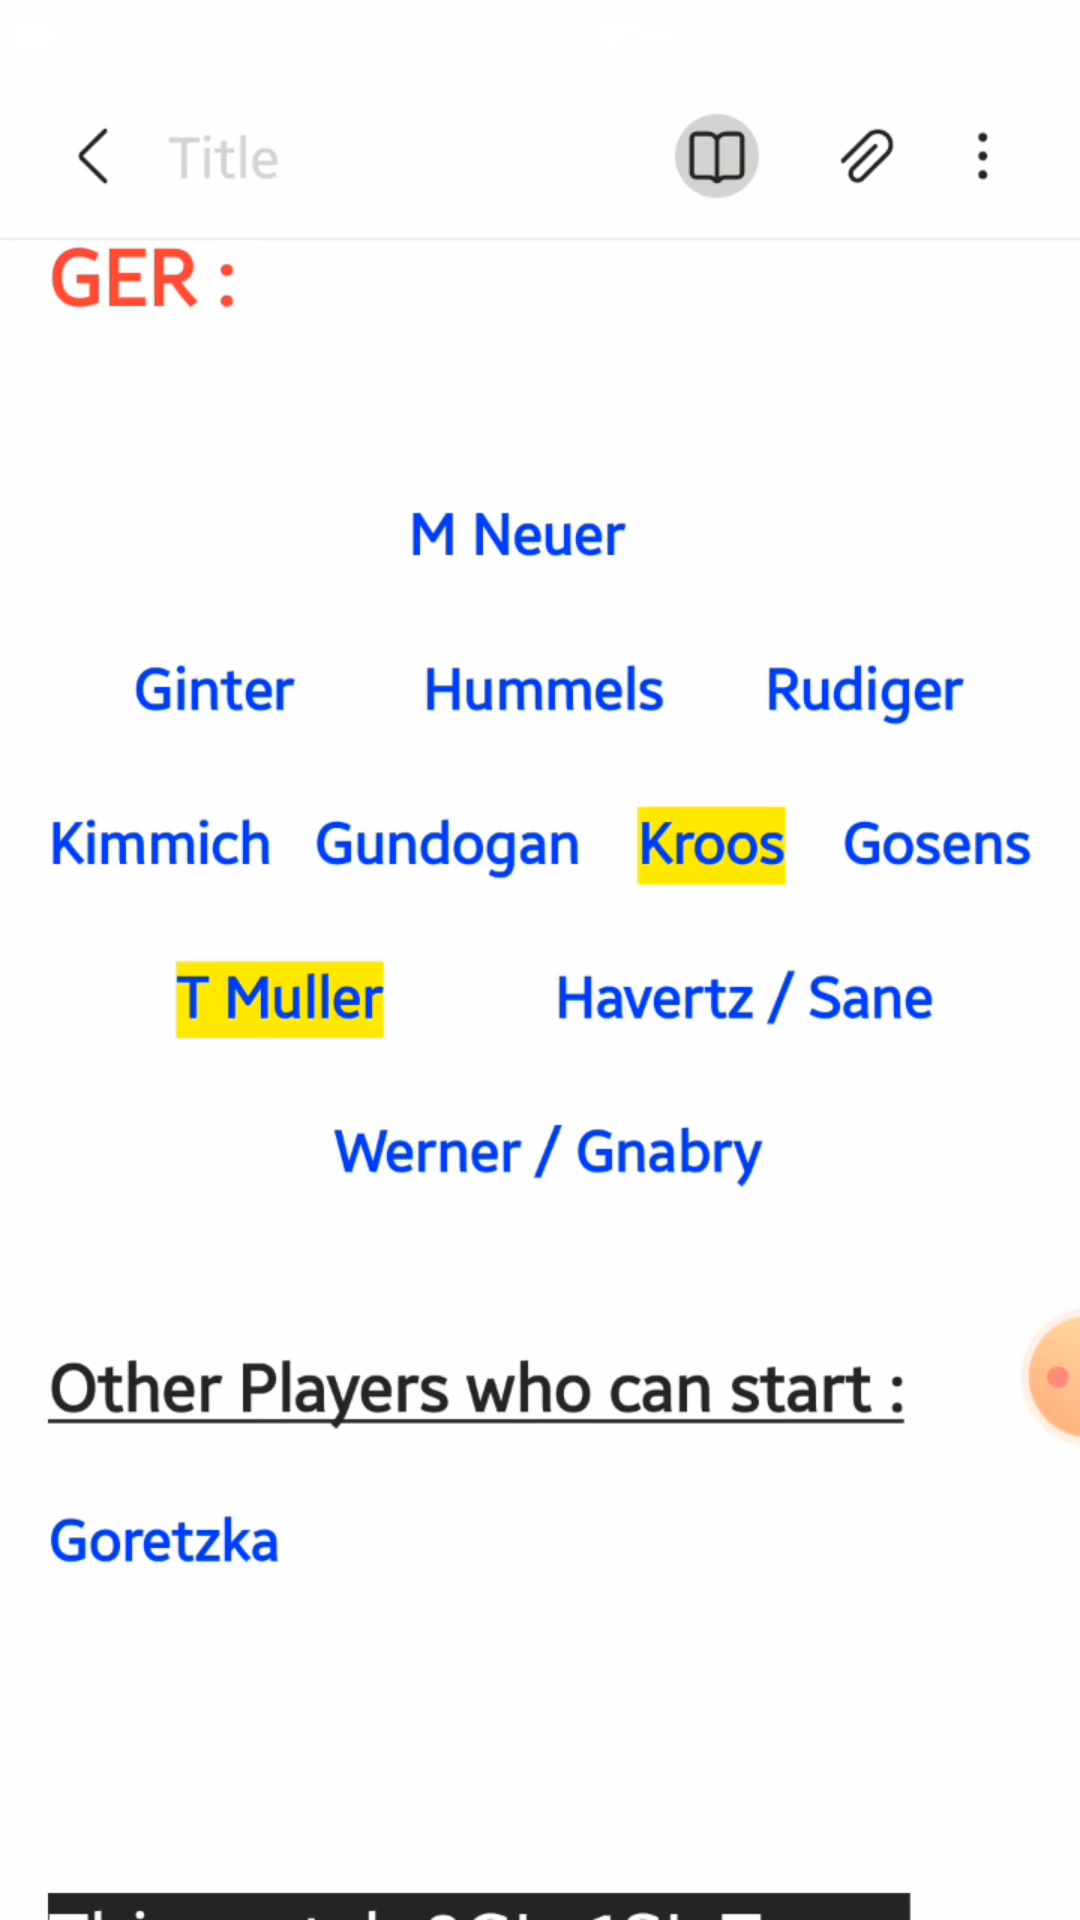 Title
GER :
M Neuer
Ginter Hummels Rudiger
Kimmich Gundogan Kroos Gosens
T Muller Havertz / Sane
Werner / Gnabry
Other Players who can start :
Goretzka